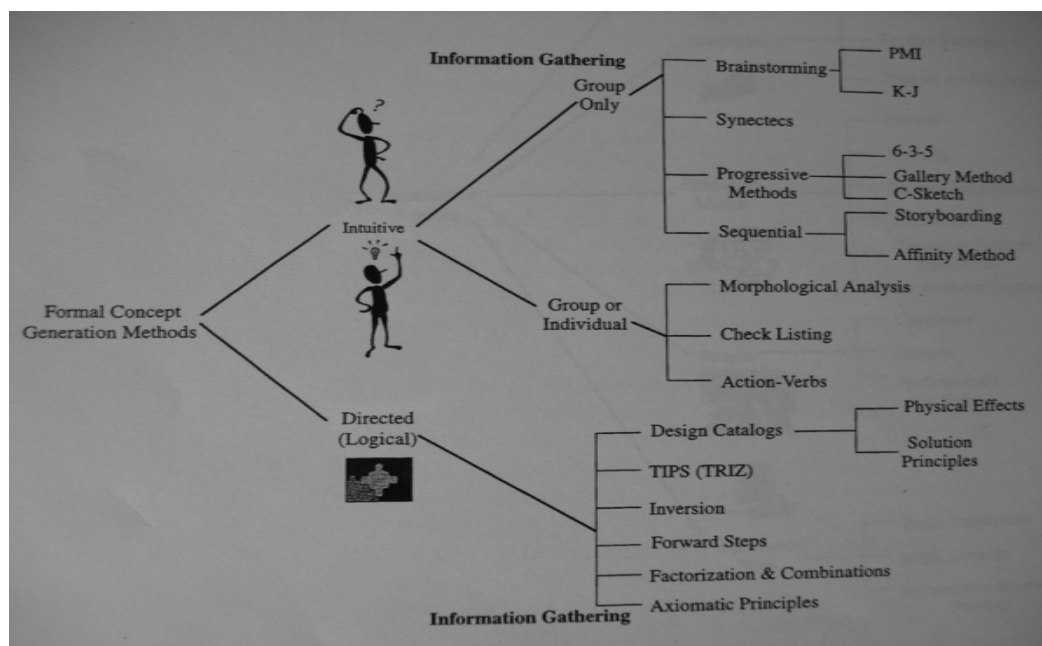 Information Gathering
Group
Only
Brainstorming
PMI
K-J
Synectecs
Progressive
Methods
6-3-5
Gallery Method
C-Sketch
Sequential
Storyboarding
Affinity Method
?
Intuitive
Formal Concept
Generation Methods
Group or
Individual
Morphological Analysis
Check Listing
Action-Verbs
Directed
(Logical)
Design Catalogs
Physical Effects
Solution
Principles
TIPS (TRIZ)
Inversion
Forward Steps
Factorization & Combinations
Axiomatic Principles
Information Gathering